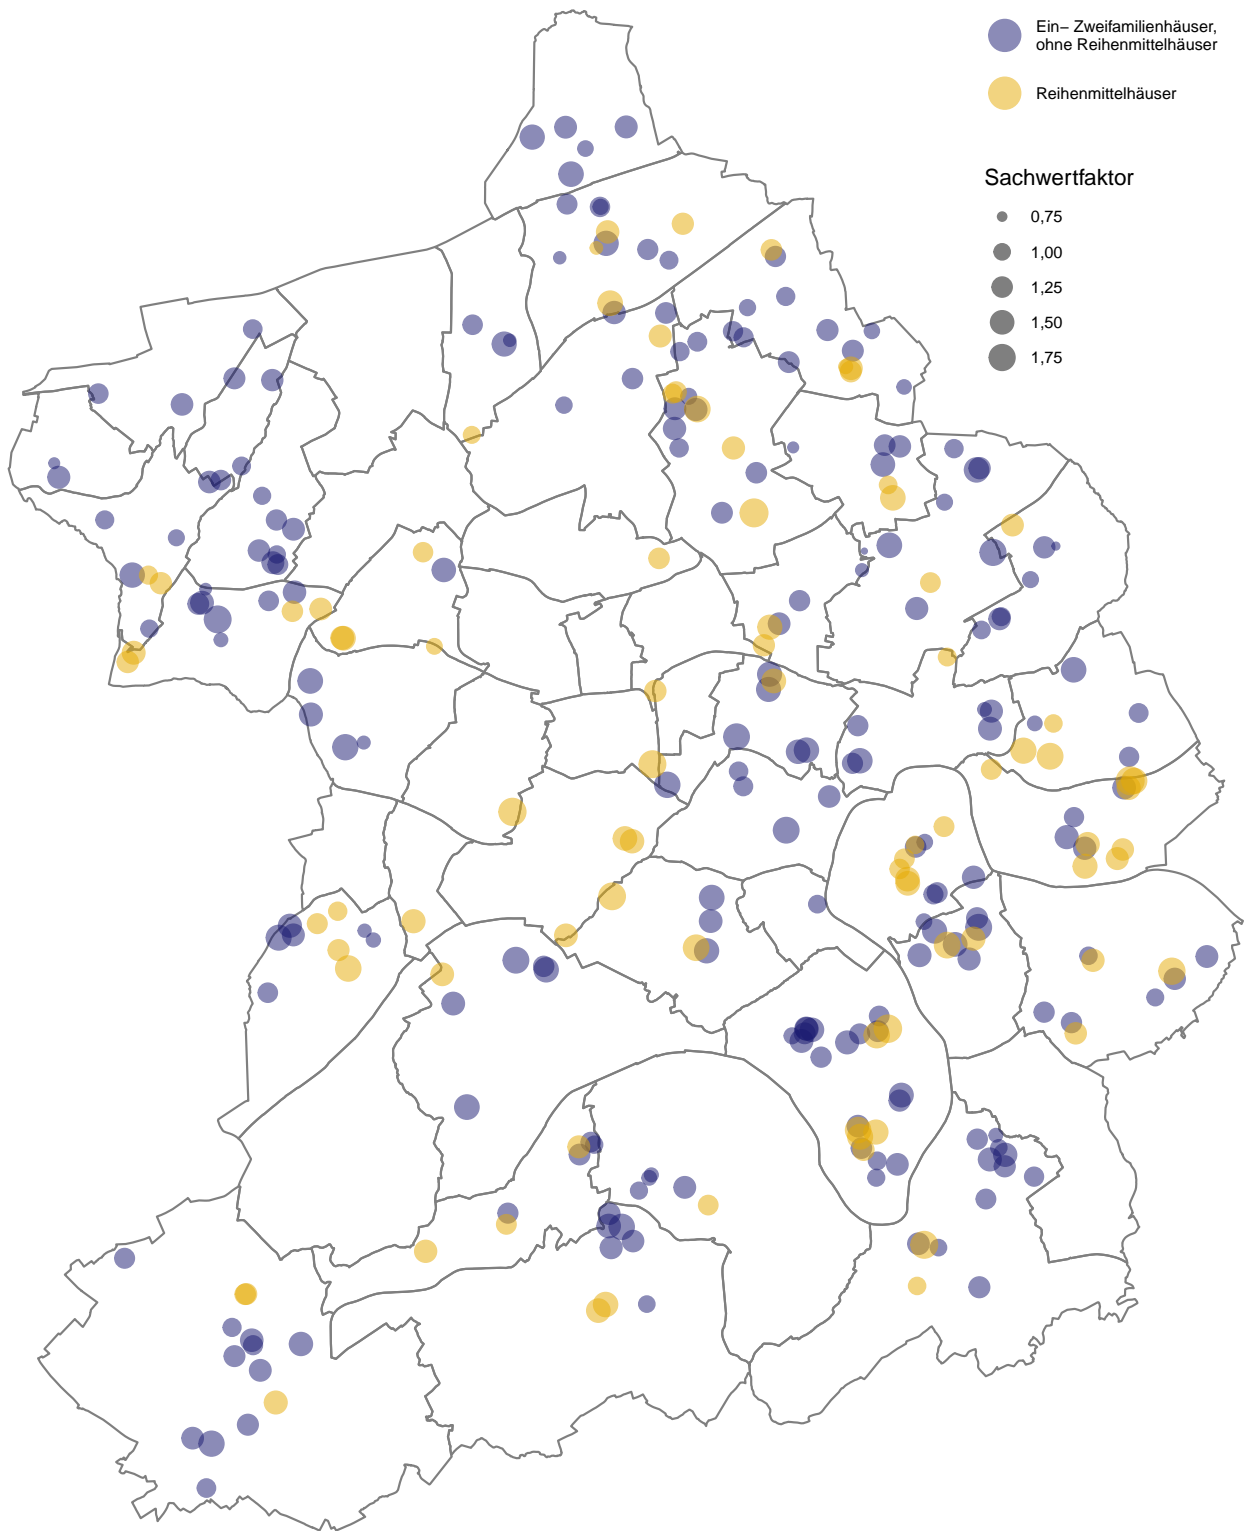 Ein− Zweifamilienhäuser,
ohne Reihenmittelhäuser
Reihenmittelhäuser
Sachwertfaktor
0,75
1,00
1,25
1,50
1,75